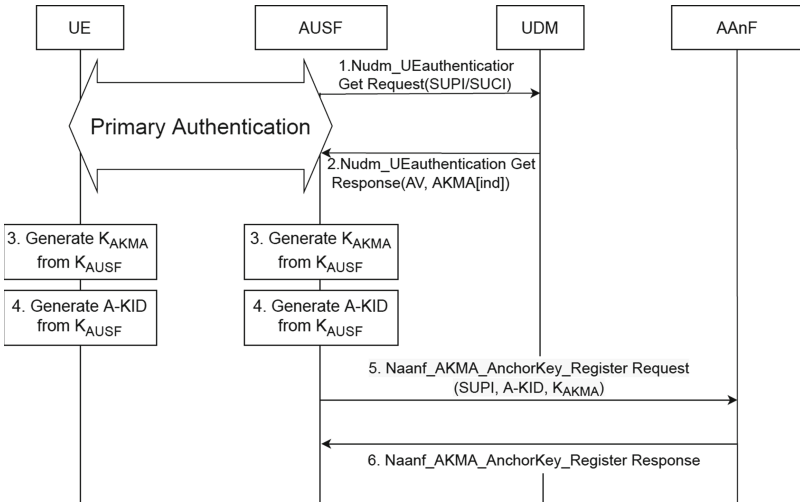 UE
AUSF
UDM
AAnF
1.Nudm_UEauthenticatior
Get Request(SUPI/SUCI)
Primary Authentication
2.Nudm_UEauthentication Get
Response(AV, AKMA[ind])
3. Generate KAKMA
from KAUSF
3. Generate KAKMA
from KAUSF
4. Generate A-KID
from KAUSF
4. Generate A-KID
from KAUSF
5. Naanf_AKMA_AnchorKey_Register Request
(SUPI, A-KID, KAKMA)
6. Naanf_AKMA_AnchorKey_Register Response